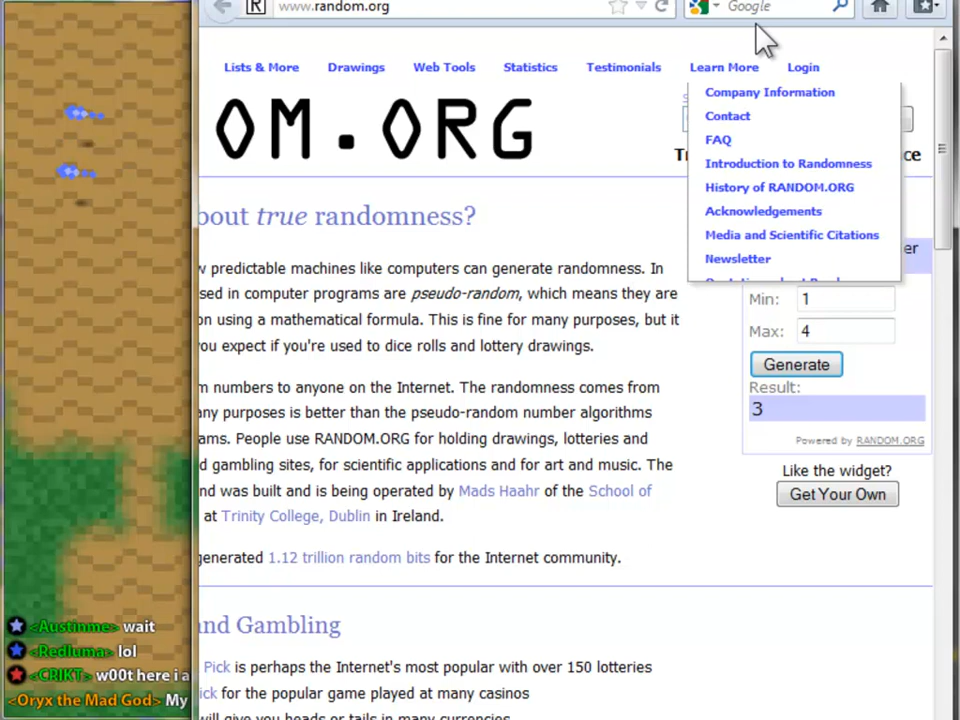 www.random.org
Google
Lists & More Drawings Web Tools Statistics Testimonials Learn More Login
Company Information
Contact
FAQ
Introduction to Randomness
History of RANDOM.ORG
Acknowledgements
Media and Scientific Citations
Newsletter
OM.ORG
bout true randomness?
w predictable machines like computers can generate randomness. In
sed in computer programs are pseudo-random, which means they are
on using a mathematical formula. This is fine for many purposes, but it
you expect if you're used to dice rolls and lottery drawings.
m numbers to anyone on the Internet. The randomness comes from
any purposes is better than the pseudo-random number algorithms
ams. People use RANDOM.ORG for holding drawings, lotteries and
d gambling sites, for scientific applications and for art and music. The
nd was built and is being operated by Mads Haahr of the School of
at Trinity College, Dublin in Ireland.
generated 1.12 trillion random bits for the Internet community.
Min: 1
Max: 4
Generate
Result:
3
Powered by RANDOM.ORG
Like the widget?
Get Your Own
nd Gambling
Pick is perhaps the Internet's most popular with over 150 lotteries
ick for the popular game played at many casinos
will give you heads or tails in many currencies
<Austinme> wait
<Redluma> lol
<CRIKT> w00t here i a
<Oryx the Mad God> My